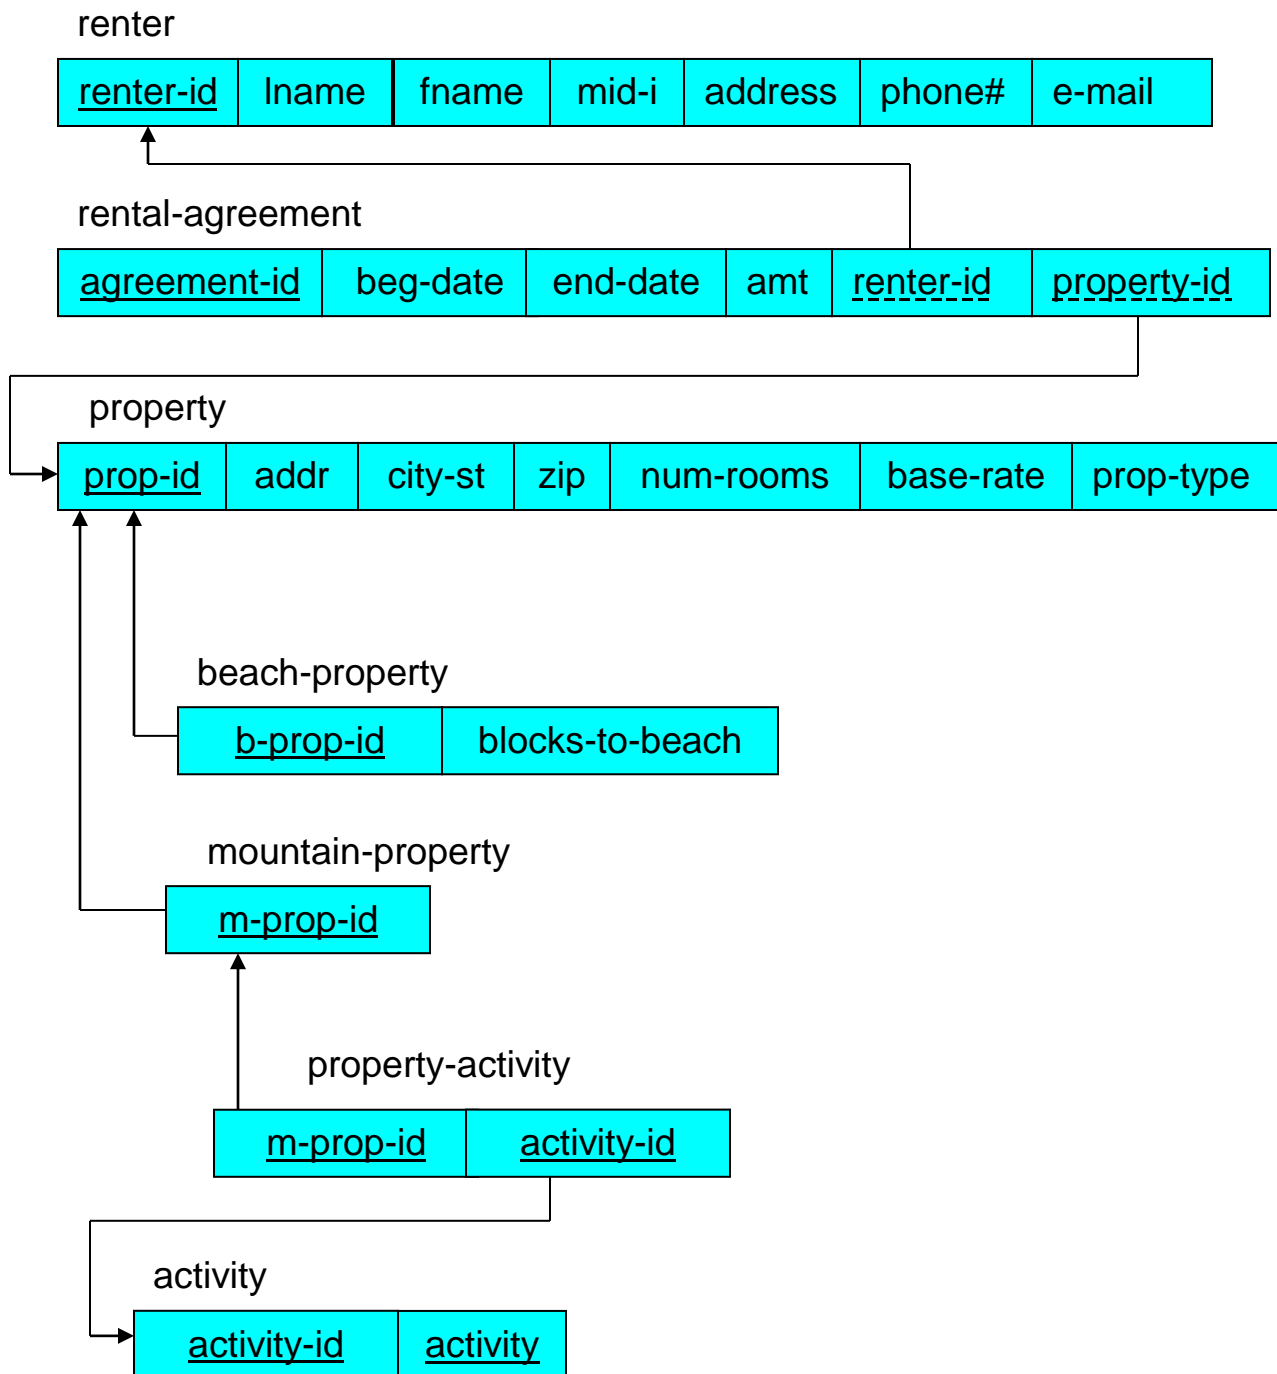 renter
renter-id lname fname mid-i address phone# e-mail
rental-agreement
agreement-id beg-date end-date amt renter-id property-id
property
prop-id addr city-st zip num-rooms base-rate prop-type
beach-property
b-prop-id blocks-to-beach
mountain-property
m-prop-id
property-activity
m-prop-id activity-id
activity
activity-id activity